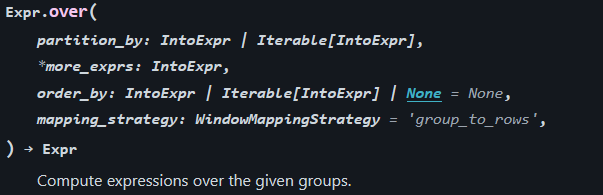 Expr.over(
partition_by: IntoExpr | Iterable[IntoExpr],
*more_exprs: IntoExpr,
order_by: IntoExpr | Iterable[IntoExpr] | None = None,
mapping_strategy: WindowMappingStrategy = 'group_to_rows',
) → Expr
Compute expressions over the given groups.